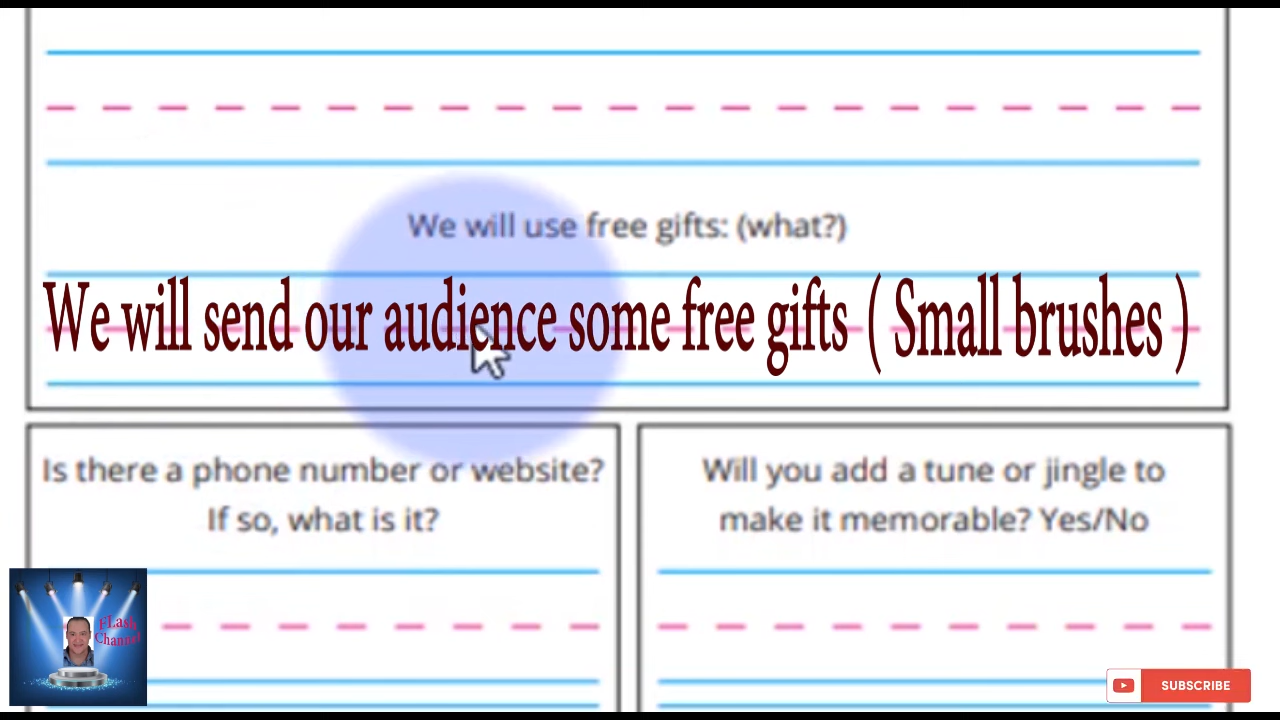 We will use free gifts: (what?)
We will send our audience some free gifts ( Small brushes )
Is there a phone number or website?
If so, what is it?
Will you add a tune or jingle to
make it memorable? Yes/No
FLash
Channel
SUBSCRIBE